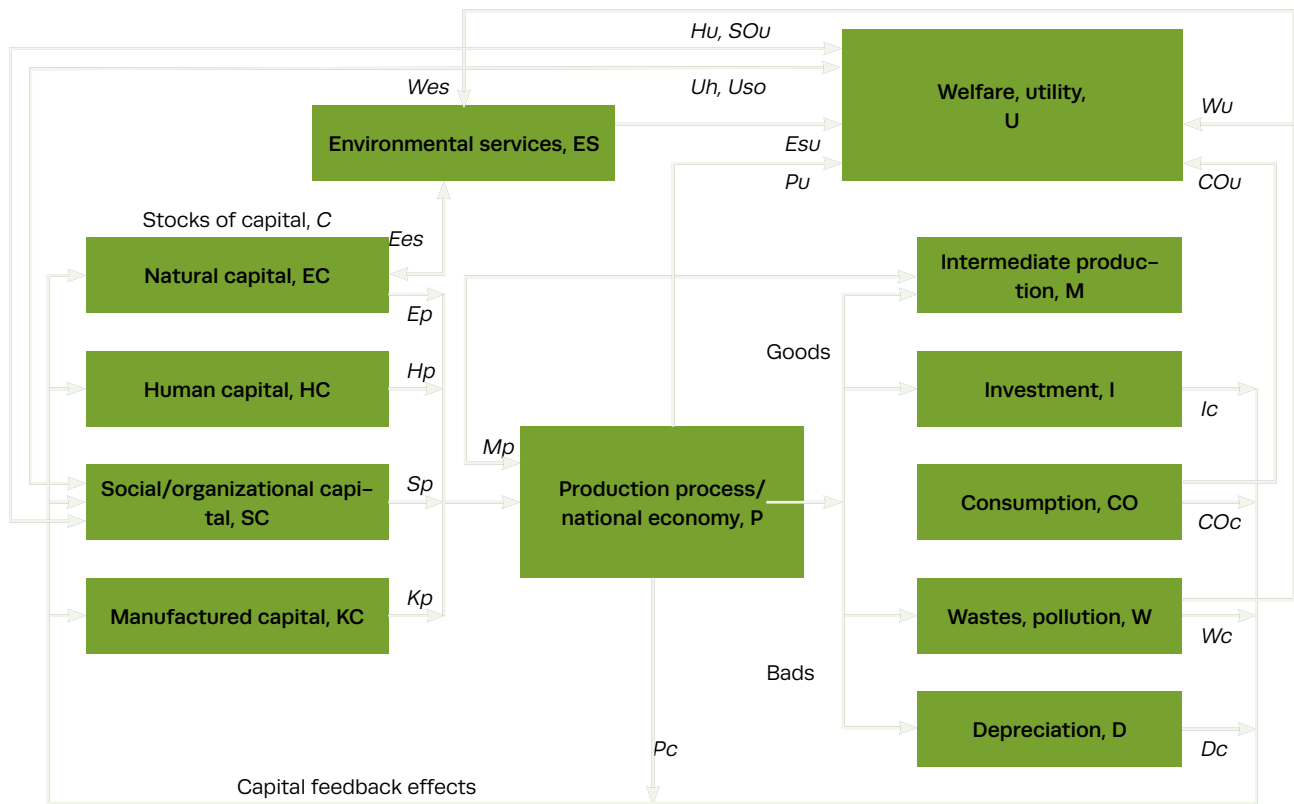 Hu, SOu
Wes
Uh, Uso
Welfare, utility,
U
Wu
Environmental services, ES
Esu
Pu
COu
Stocks of capital, C
Ees
Natural capital, EC
Ep
Intermediate produc-
tion, M
Goods
Human capital, HC
Hp
Investment, I
Ic
Mp
Social/organizational capi-
tal, SC
Sp
Production process/
national economy, P
Consumption, CO
COc
Manufactured capital, KC
Kp
Wastes, pollution, W
Wc
Bads
Depreciation, D
Dc
Pc
Capital feedback effects